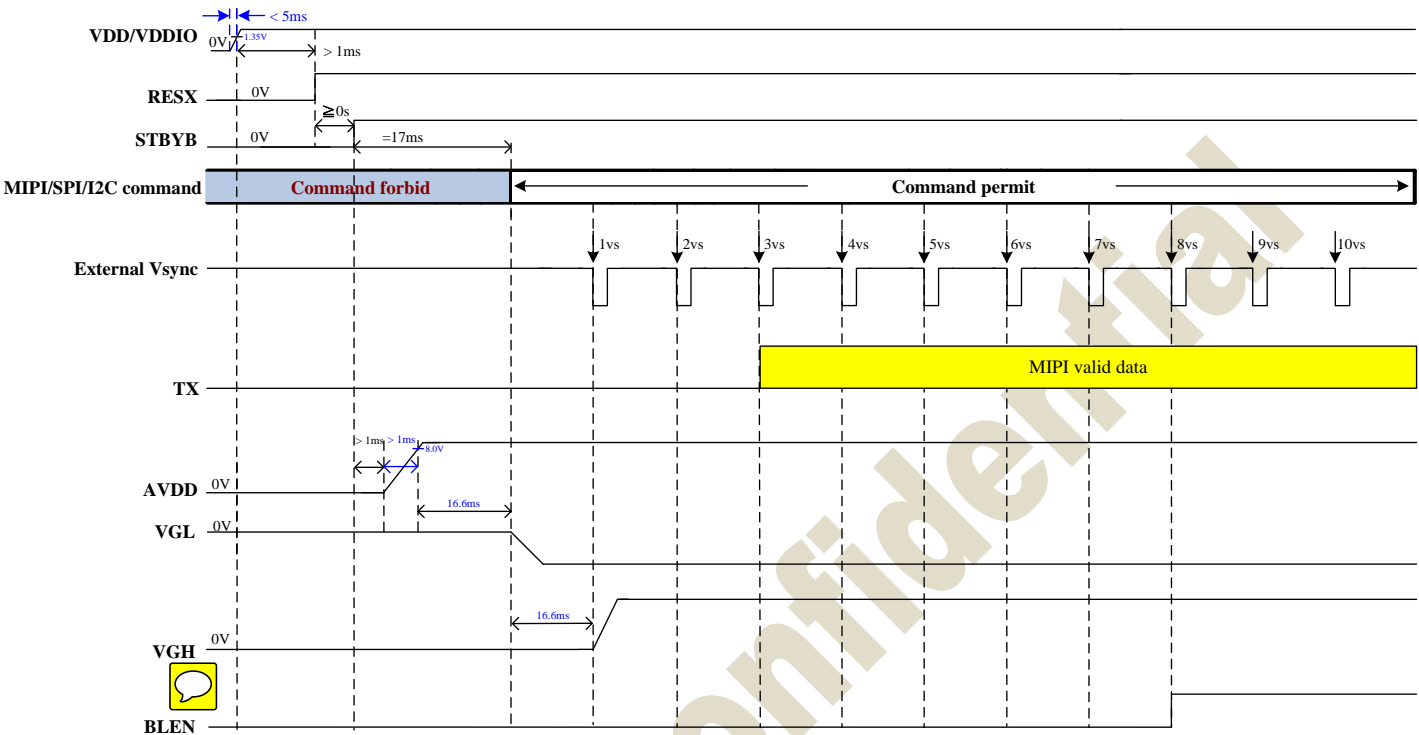 < 5ms
VDD/VDDIO 0V 1.35V
> 1ms
RESX 0V
≧0s
STBYB 0V =17ms
MIPI/SPI/I2C command Command forbid Command permit
1vs 2vs 3vs 4vs 5vs 6vs 7vs 8vs 9vs 10vs
External Vsync
MIPI valid data
TX
> 1ms > 1ms 8.0V
AVDD 0V
16.6ms
VGL 0V
16.6ms
VGH 0V
BLEN
onfidential